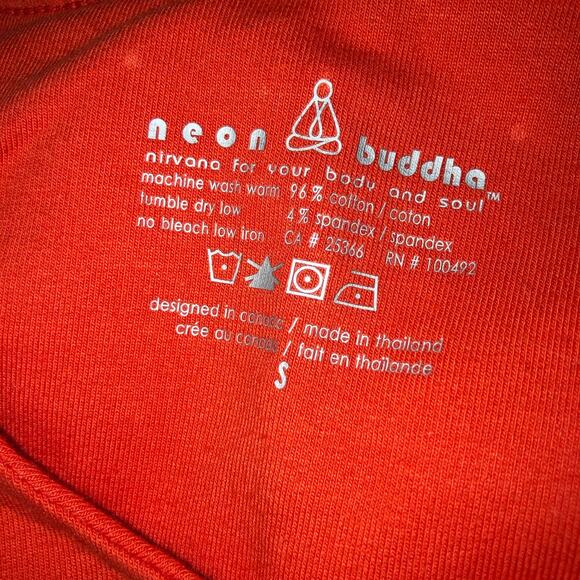 neon buddha
nirvana for your body and soul™
machine wash warm 96% cotton / coton
tumble dry low 4% spandex / spandex
no bleach low iron CA # 25366 RN # 100492
designed in canada / made in thailand
crée au canada / fait en thaïlande
S